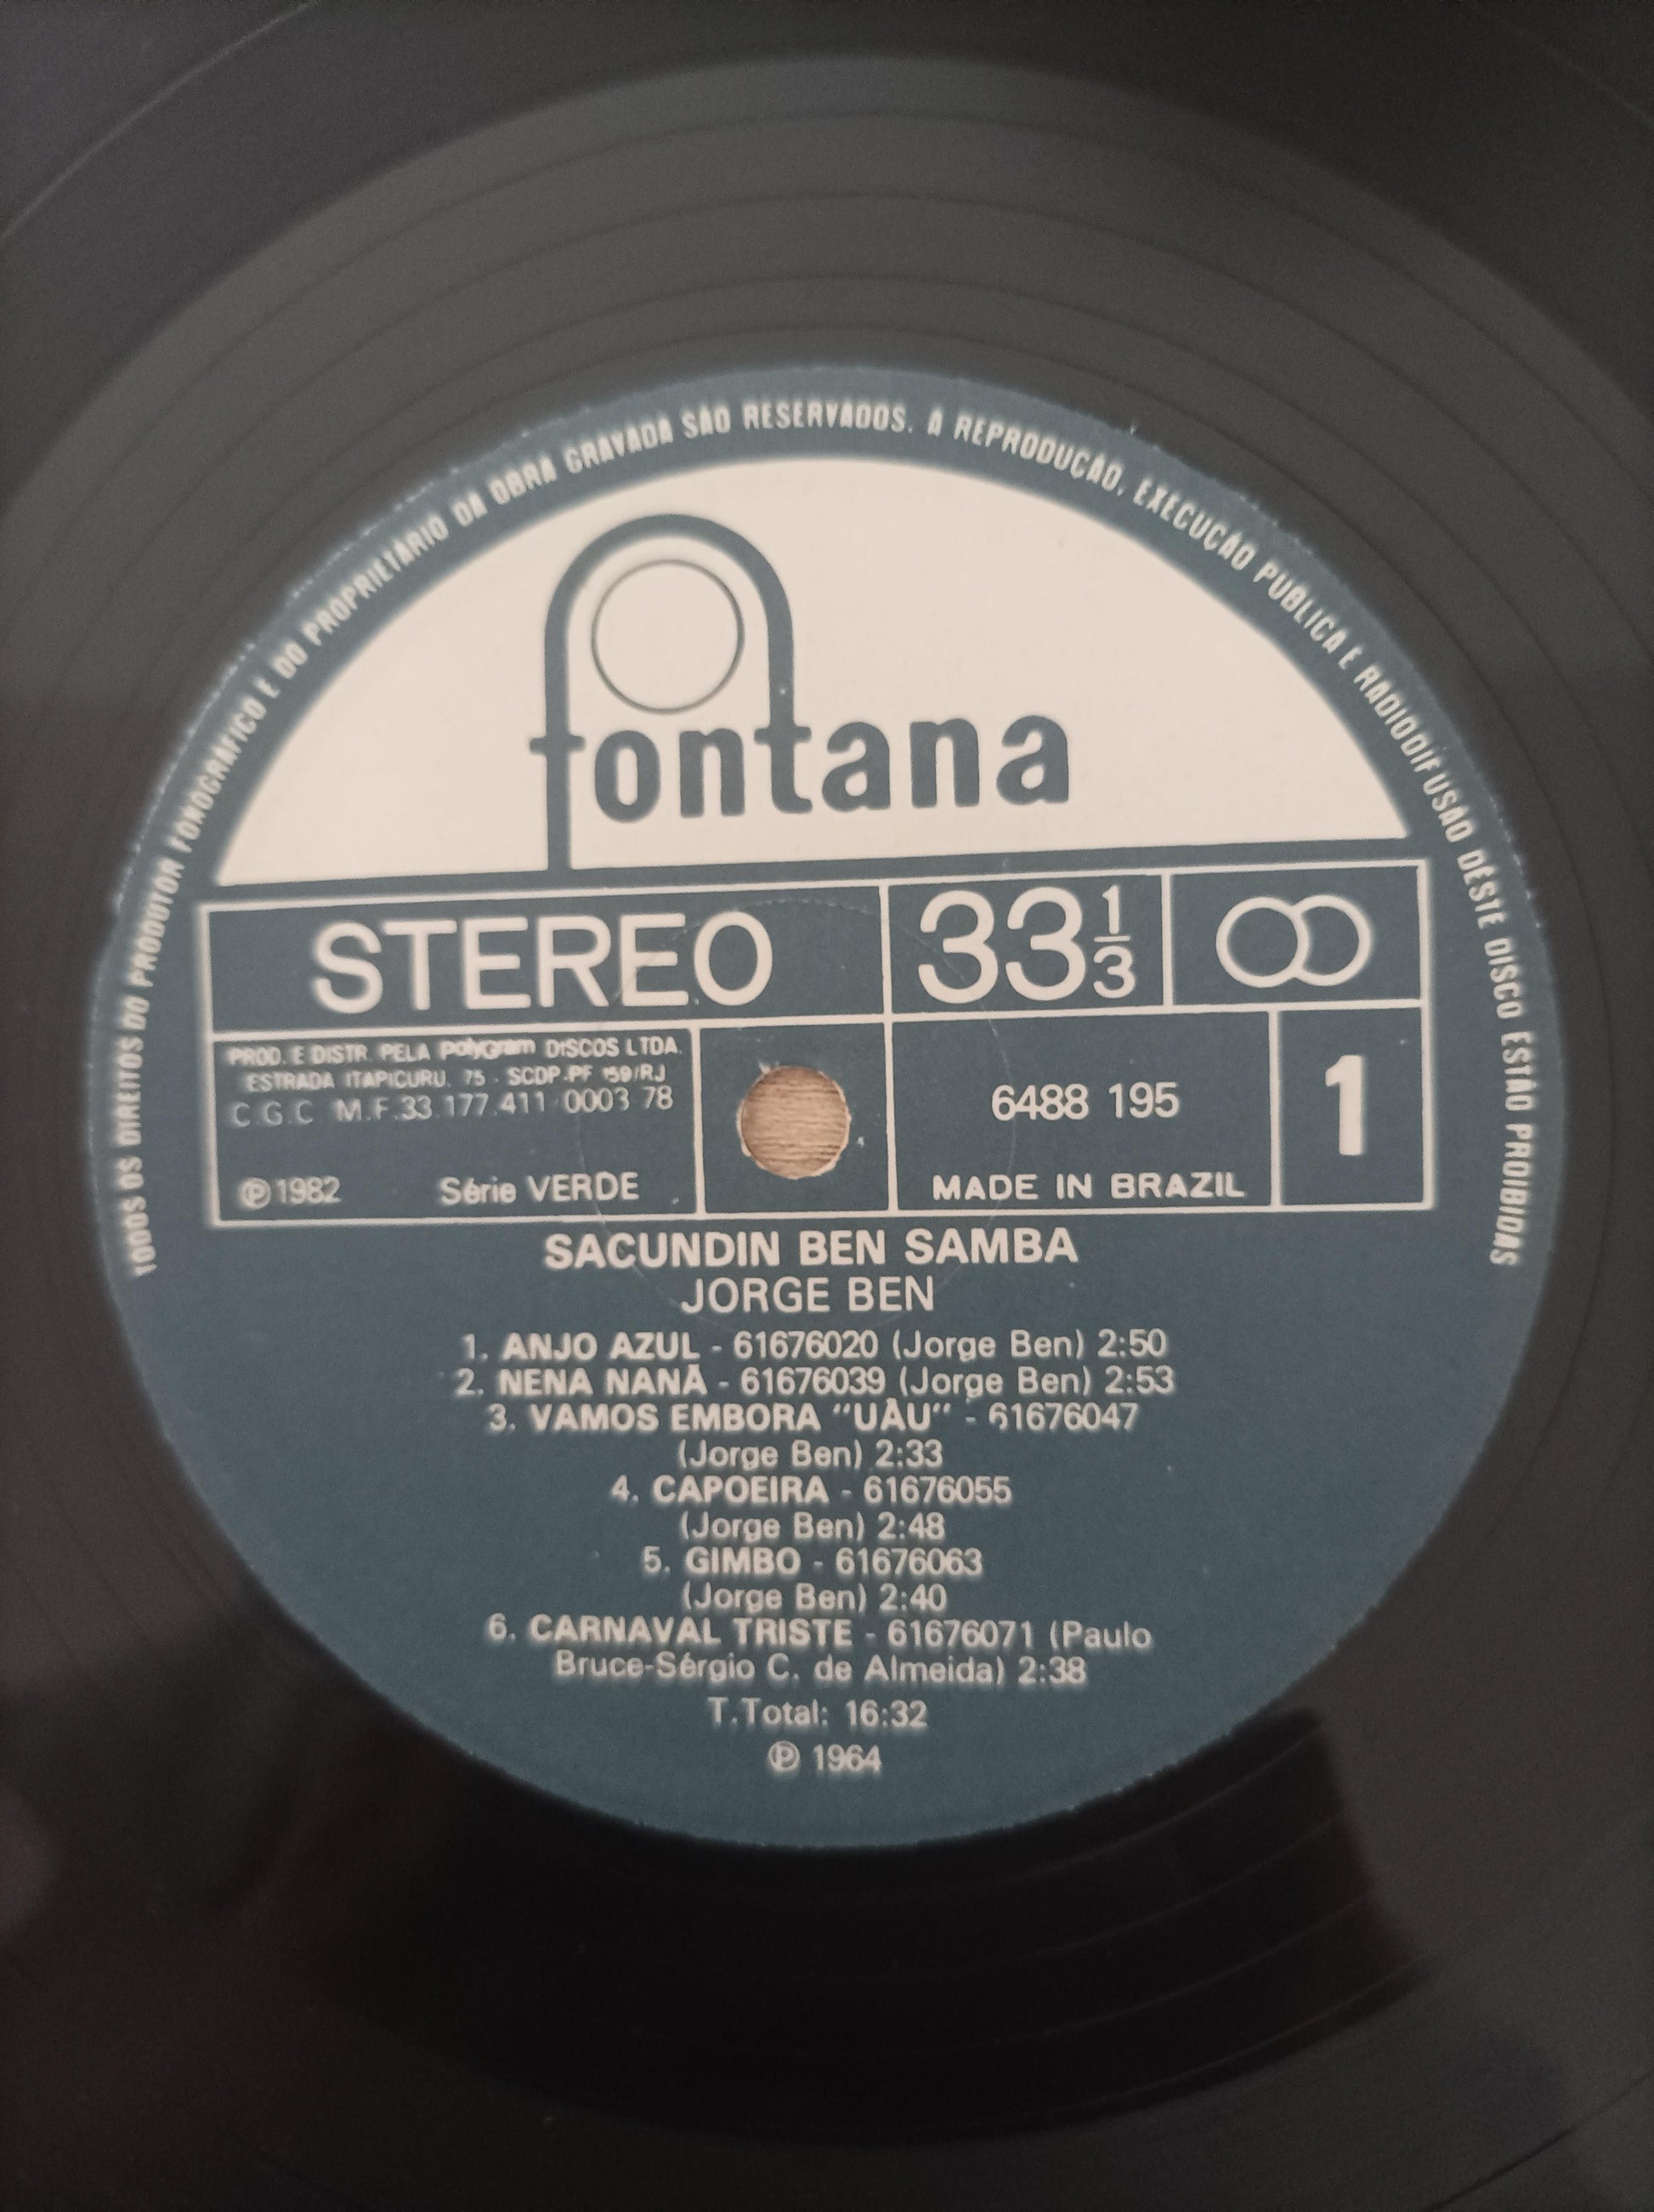 TODOS OS DIREITOS DO PRODUTOR FONOGRÁFICO E DO PROPRIETÁRIO DA OBRA GRAVADA SÃO RESERVADOS. A REPRODUÇÃO, EXECUÇÃO PÚBLICA E RADIODIFUSÃO DESTE DISCO ESTÃO PROIBIDAS
fontana
STEREO 33 1/3
PROD. E DISTR. PELA PolyGram DISCOS LTDA.
ESTRADA ITAPICURU, 75 - SCDP-PF 159/RJ
C.G.C M.F.33.177.411/0003 78
℗1982 Série VERDE
6488 195
MADE IN BRAZIL
1
SACUNDIN BEN SAMBA
JORGE BEN
1. ANJO AZUL - 61676020 (Jorge Ben) 2:50
2. NENA NANÃ - 61676039 (Jorge Ben) 2:53
3. VAMOS EMBORA "UÁU" - 61676047
(Jorge Ben) 2:33
4. CAPOEIRA - 61676055
(Jorge Ben) 2:48
5. GIMBO - 61676063
(Jorge Ben) 2:40
6. CARNAVAL TRISTE - 61676071 (Paulo
Bruce-Sérgio C. de Almeida) 2:38
T.Total: 16:32
℗ 1964